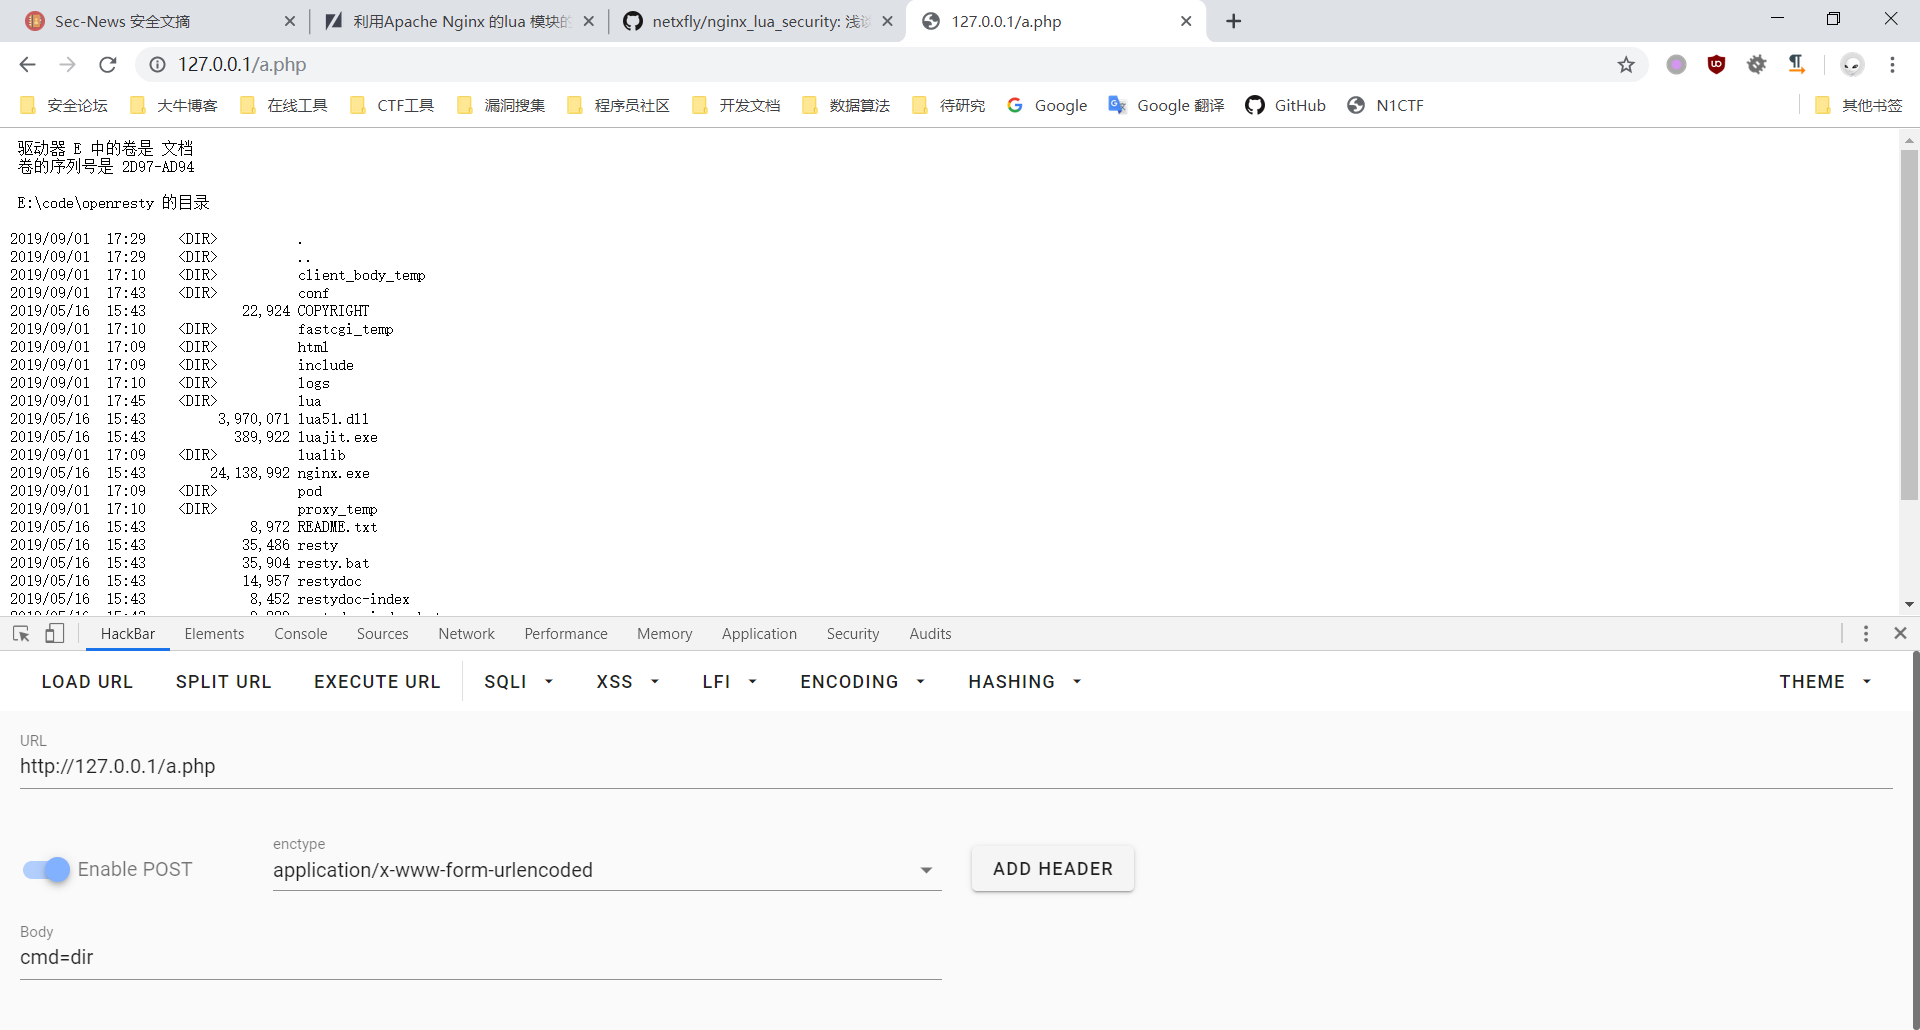 Sec-News 安全文摘
利用Apache Nginx 的lua 模块的
netxfly/nginx_lua_security: 浅谈
127.0.0.1/a.php
127.0.0.1/a.php
安全论坛 大牛博客 在线工具 CTF工具 漏洞搜集 程序员社区 开发文档 数据算法 待研究 Google Google 翻译 GitHub N1CTF 其他书签
驱动器 E 中的卷是 文档
卷的序列号是 2D97-AD94
E:\code\openresty 的目录
2019/09/01 17:29 <DIR> .
2019/09/01 17:29 <DIR> ..
2019/09/01 17:10 <DIR> client_body_temp
2019/09/01 17:43 <DIR> conf
2019/05/16 15:43 22,924 COPYRIGHT
2019/09/01 17:10 <DIR> fastcgi_temp
2019/09/01 17:09 <DIR> html
2019/09/01 17:09 <DIR> include
2019/09/01 17:10 <DIR> logs
2019/09/01 17:45 <DIR> lua
2019/05/16 15:43 3,970,071 lua51.dll
2019/05/16 15:43 389,922 luajit.exe
2019/09/01 17:09 <DIR> lualib
2019/05/16 15:43 24,138,992 nginx.exe
2019/09/01 17:09 <DIR> pod
2019/09/01 17:10 <DIR> proxy_temp
2019/05/16 15:43 8,972 README.txt
2019/05/16 15:43 35,486 resty
2019/05/16 15:43 35,904 resty.bat
2019/05/16 15:43 14,957 restydoc
2019/05/16 15:43 8,452 restydoc-index
HackBar Elements Console Sources Network Performance Memory Application Security Audits
LOAD URL SPLIT URL EXECUTE URL SQLI XSS LFI ENCODING HASHING THEME
URL
http://127.0.0.1/a.php
enctype
Enable POST application/x-www-form-urlencoded ADD HEADER
Body
cmd=dir